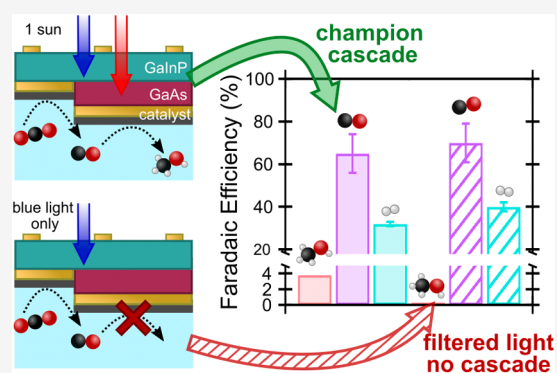 1 sun
GaInP
GaAs
catalyst
blue light
only
champion
cascade
Faradaic Efficiency (%)
100
80
60
40
20
4
2
0
filtered light
no cascade